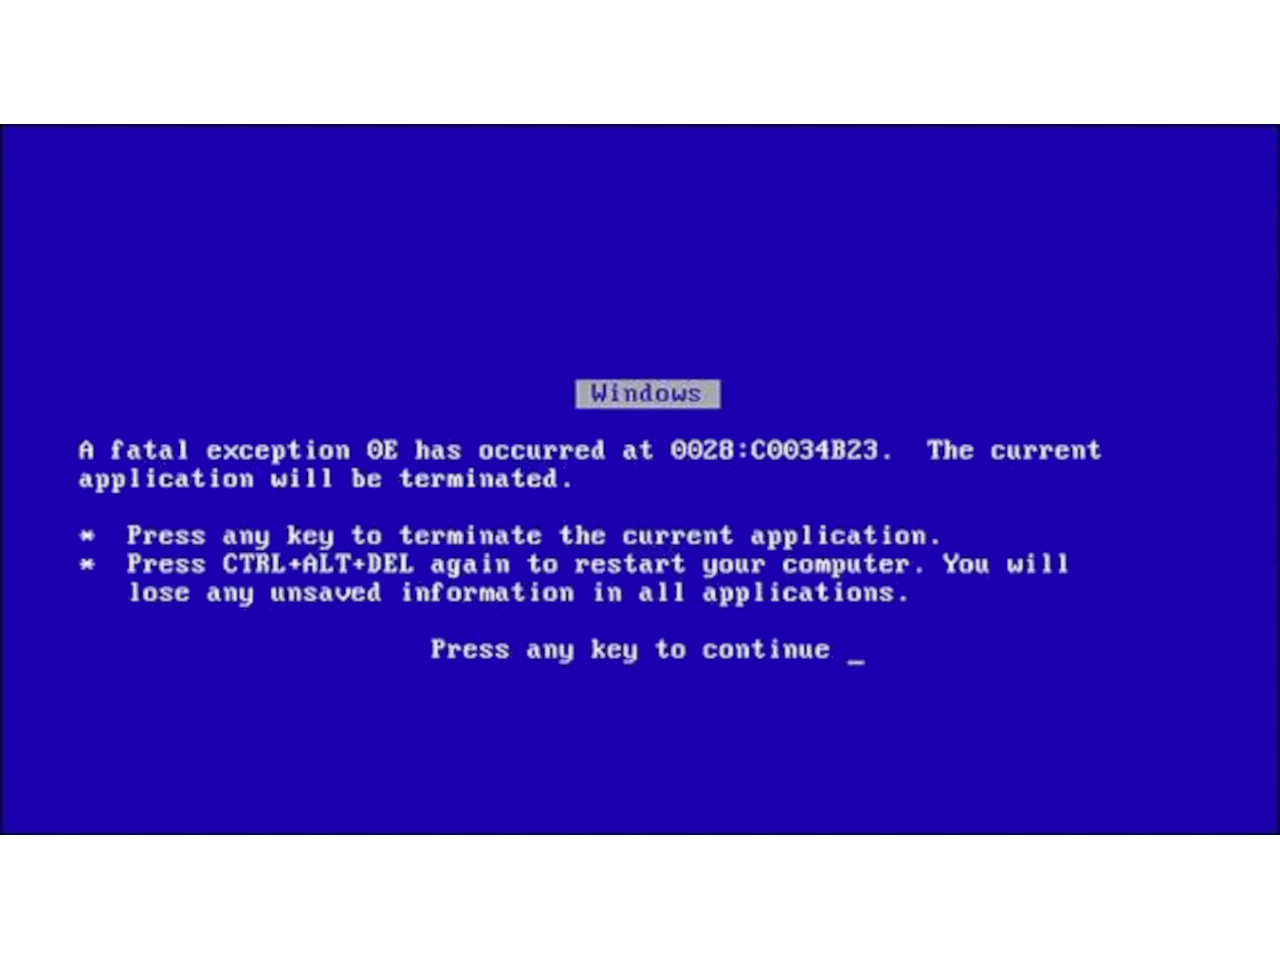 Windows
A fatal exception 0E has occurred at 0028:C0034B23.  The current
application will be terminated.
*  Press any key to terminate the current application.
*  Press CTRL+ALT+DEL again to restart your computer. You will
lose any unsaved information in all applications.
Press any key to continue _